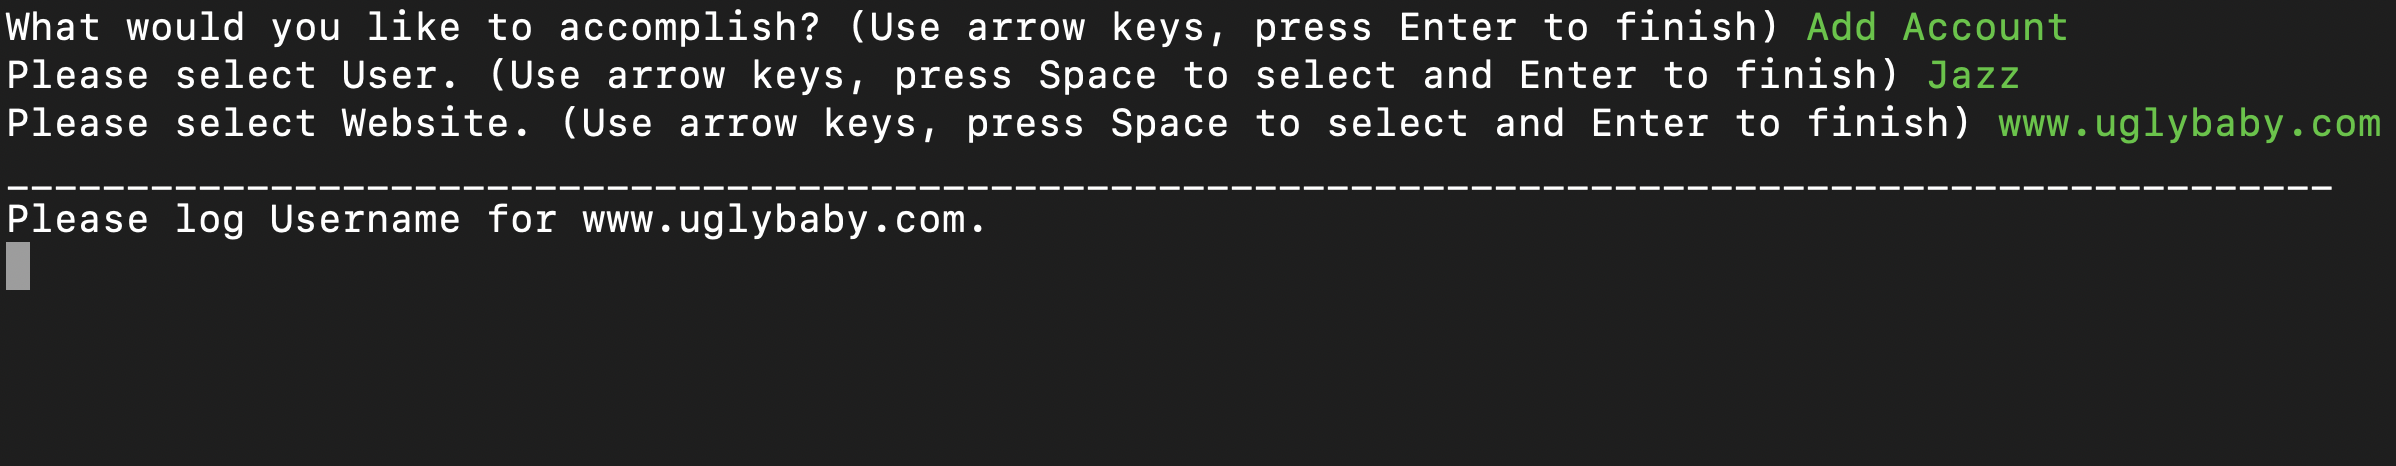 What would you like to accomplish? (Use arrow keys, press Enter to finish) Add Account
Please select User. (Use arrow keys, press Space to select and Enter to finish) Jazz
Please select Website. (Use arrow keys, press Space to select and Enter to finish) www.uglybaby.com
_________________________________________________________________________________________________
Please log Username for www.uglybaby.com.